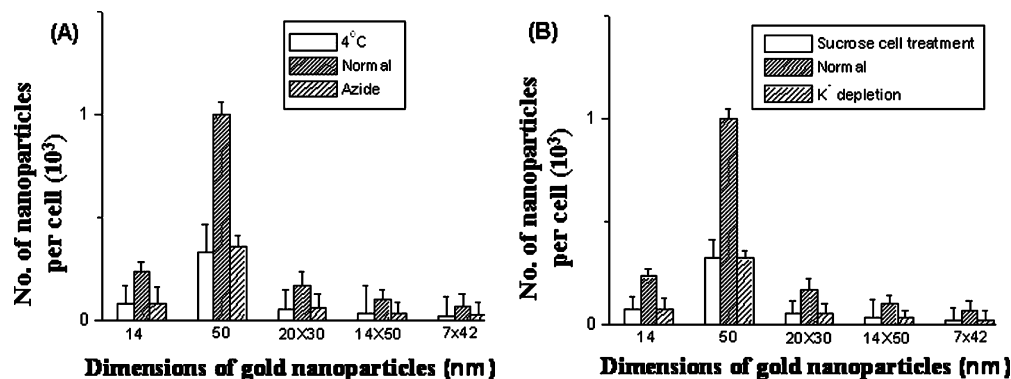 (A)
4°C
Normal
Azide
No. of nanoparticles
per cell (10³)
1
0
14
50
20X30
14X50
7x42
Dimensions of gold nanoparticles (nm)
(B)
Sucrose cell treatment
Normal
K⁺ depletion
No. of nanoparticles
per cell (10³)
1
0
14
50
20X30
14X50
7x42
Dimensions of gold nanoparticles (nm)